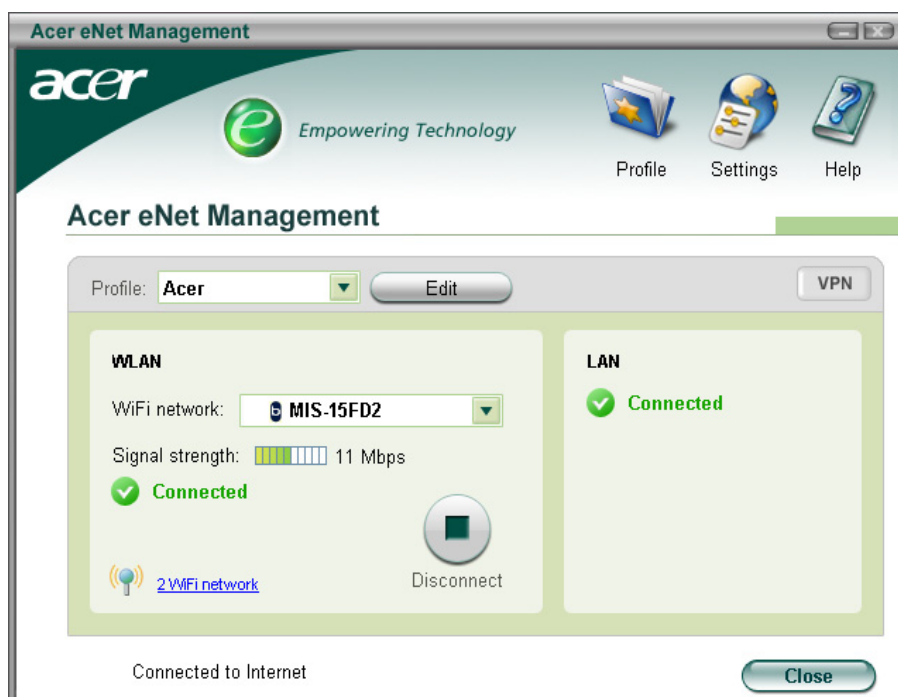 Acer eNet Management
acer
e Empowering Technology
Profile Settings Help
Acer eNet Management
Profile: Acer Edit VPN
WLAN
WiFi network: b MIS-15FD2
Signal strength: 11 Mbps
Connected
2 WiFi network
Disconnect
LAN
Connected
Connected to Internet
Close